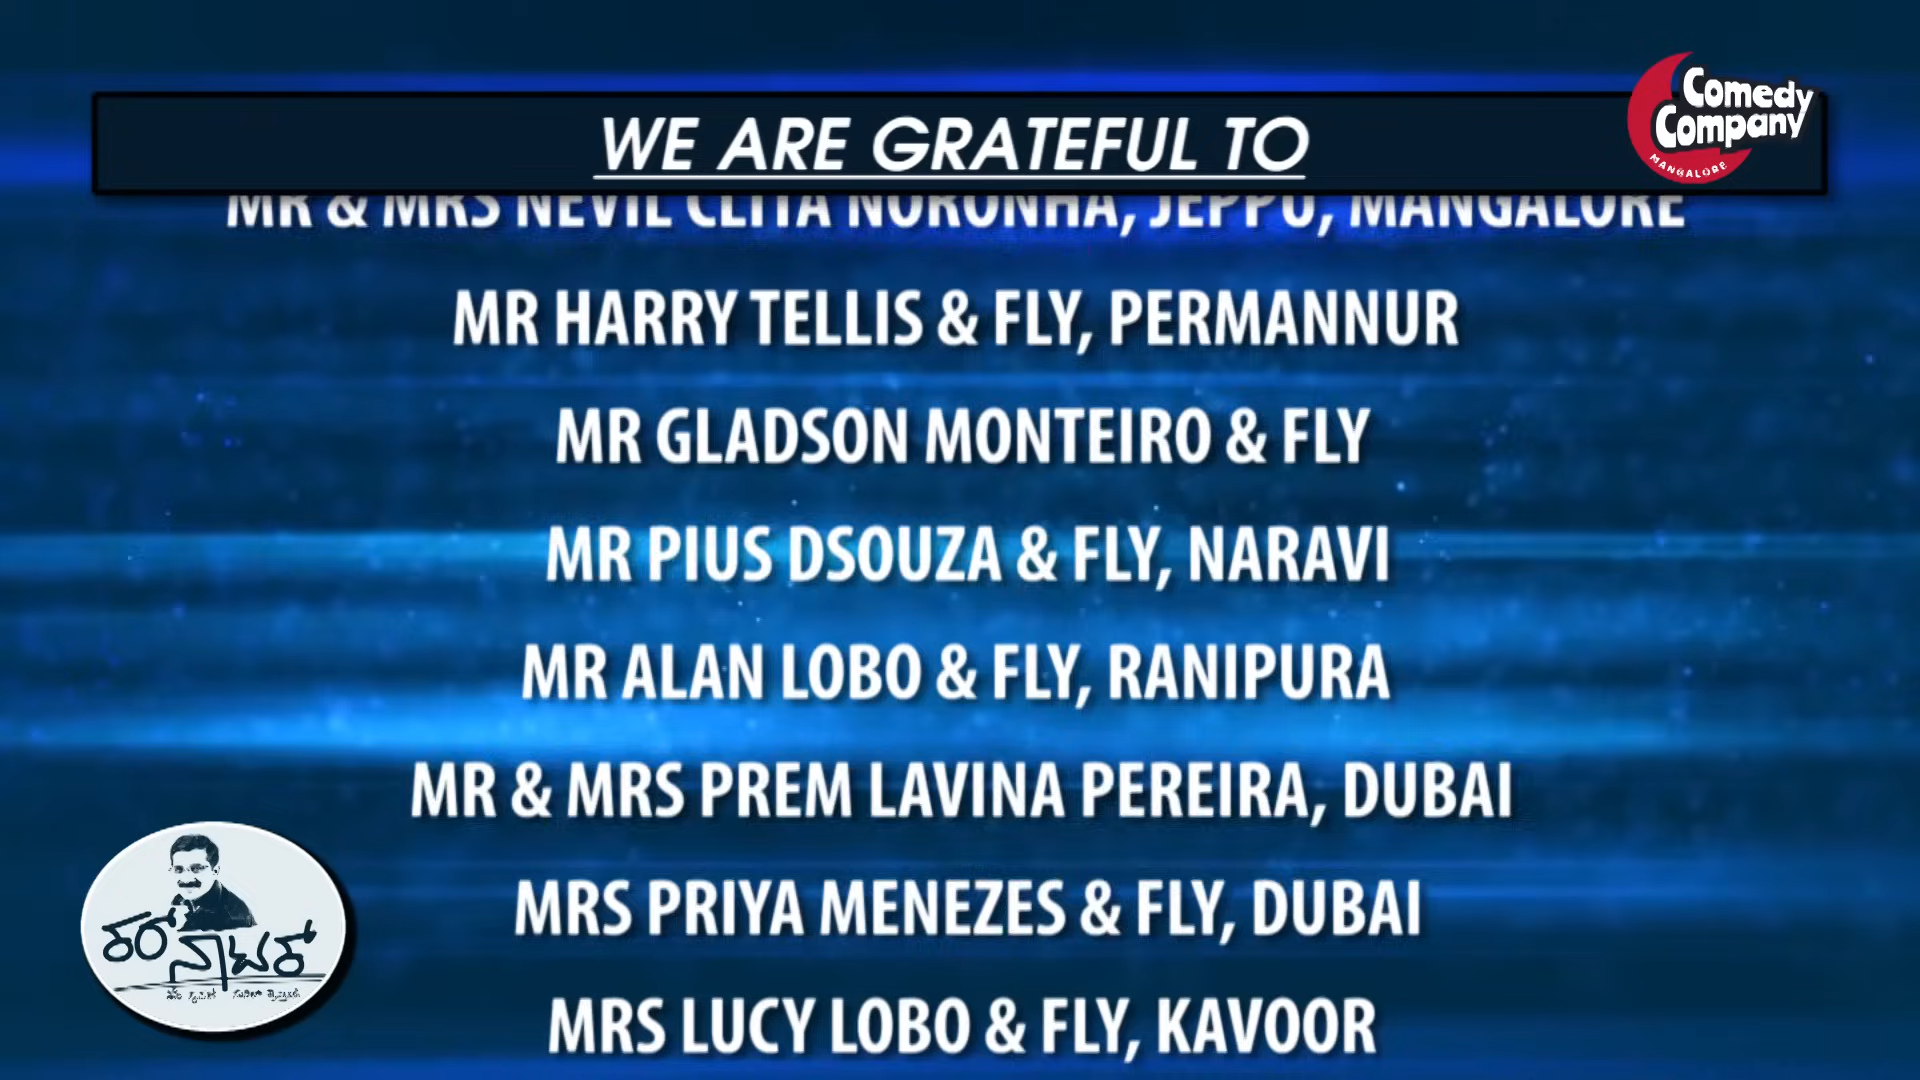 WE ARE GRATEFUL TO
Comedy
Company
MANGALORE
MR & MRS NEVIL CLITA NORONHA, JEPPU, MANGALORE
MR HARRY TELLIS & FLY, PERMANNUR
MR GLADSON MONTEIRO & FLY
MR PIUS DSOUZA & FLY, NARAVI
MR ALAN LOBO & FLY, RANIPURA
MR & MRS PREM LAVINA PEREIRA, DUBAI
MRS PRIYA MENEZES & FLY, DUBAI
ಕರ್
ನಾಟಕ್
MRS LUCY LOBO & FLY, KAVOOR